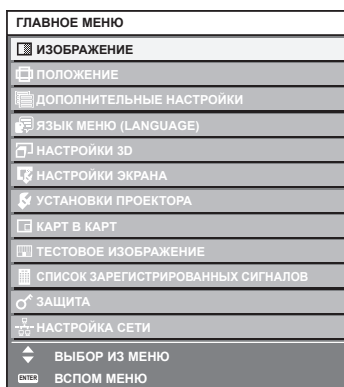 ГЛАВНОЕ МЕНЮ
ИЗОБРАЖЕНИЕ
ПОЛОЖЕНИЕ
ДОПОЛНИТЕЛЬНЫЕ НАСТРОЙКИ
ЯЗЫК МЕНЮ (LANGUAGE)
НАСТРОЙКИ 3D
НАСТРОЙКИ ЭКРАНА
УСТАНОВКИ ПРОЕКТОРА
КАРТ В КАРТ
ТЕСТОВОЕ ИЗОБРАЖЕНИЕ
СПИСОК ЗАРЕГИСТРИРОВАННЫХ СИГНАЛОВ
ЗАЩИТА
НАСТРОЙКА СЕТИ
ВЫБОР ИЗ МЕНЮ
ENTER ВСПОМ МЕНЮ